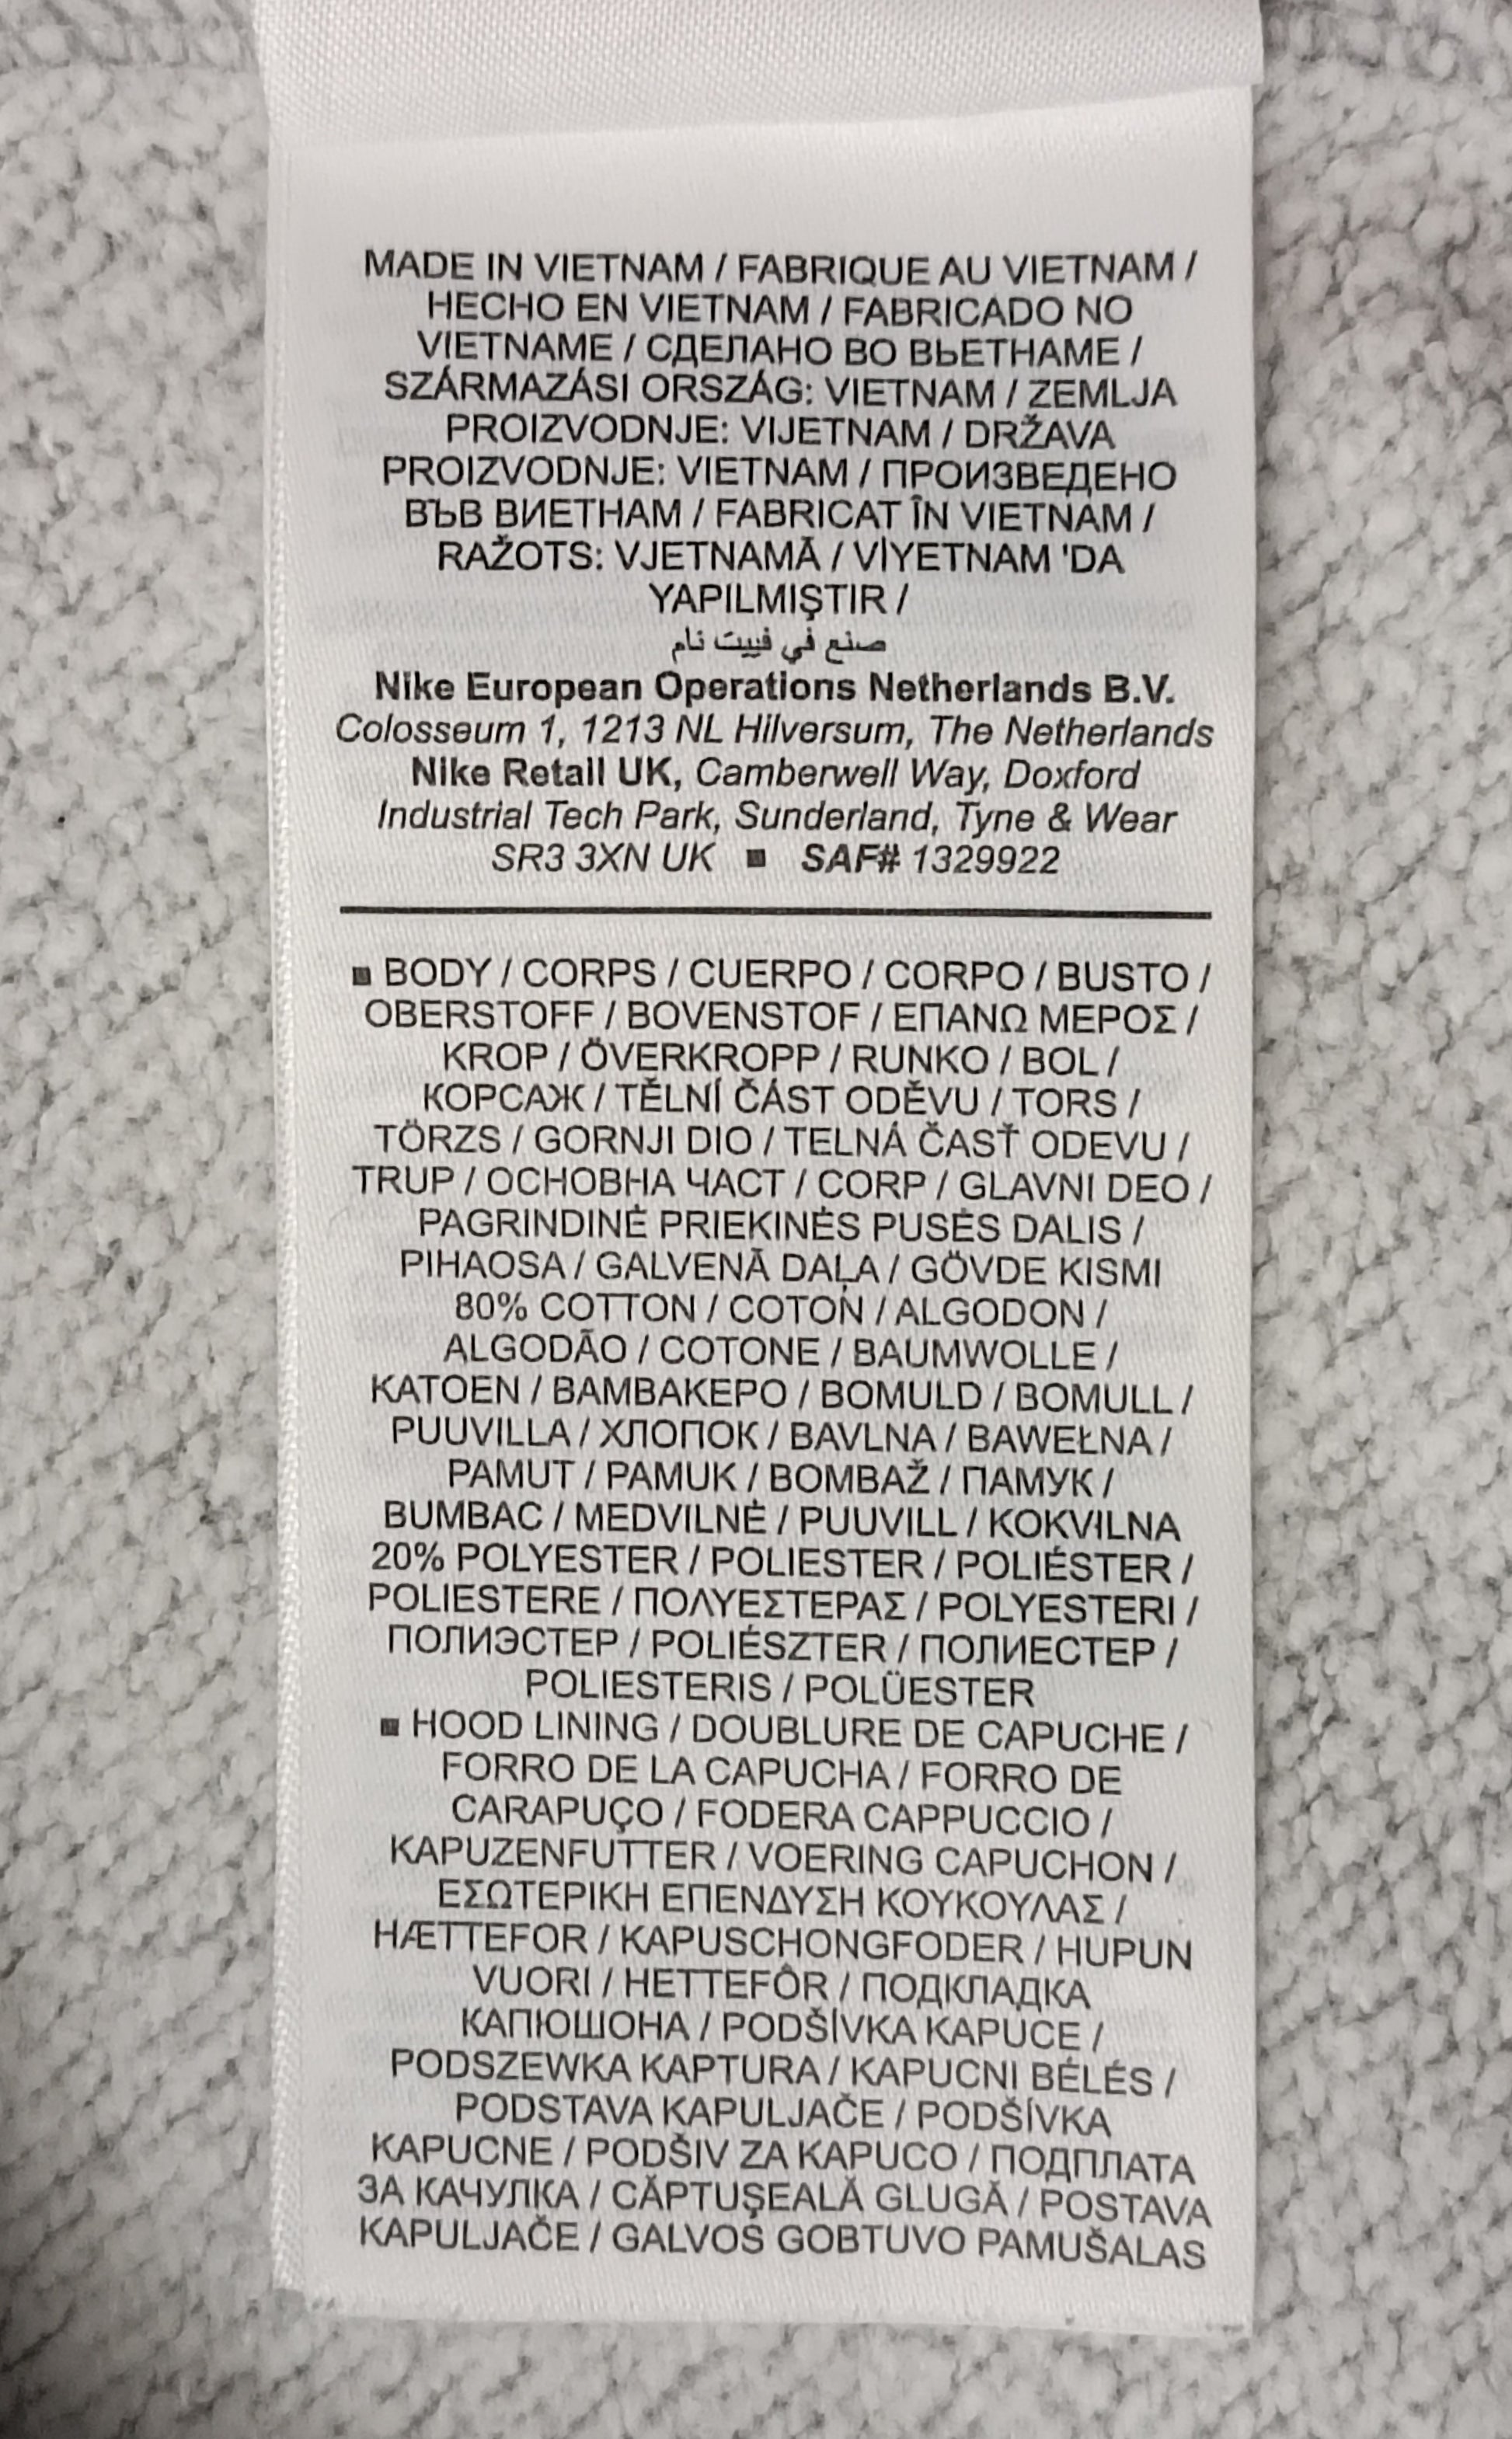 MADE IN VIETNAM / FABRIQUE AU VIETNAM /
HECHO EN VIETNAM / FABRICADO NO
VIETNAME / СДЕЛАНО ВО ВЬЕТНАМЕ /
SZÁRMAZÁSI ORSZÁG: VIETNAM / ZEMLJA
PROIZVODNJE: VIJETNAM / DRŽAVA
PROIZVODNJE: VIETNAM / ПРОИЗВЕДЕНО
ВЪВ ВИЕТНАМ / FABRICAT ÎN VIETNAM /
RAŽOTS: VJETNAMĀ / VİYETNAM 'DA
YAPILMIŞTIR /
صنع في فييت نام
Nike European Operations Netherlands B.V.
Colosseum 1, 1213 NL Hilversum, The Netherlands
Nike Retail UK, Camberwell Way, Doxford
Industrial Tech Park, Sunderland, Tyne & Wear
SR3 3XN UK ■ SAF# 1329922
■ BODY / CORPS / CUERPO / CORPO / BUSTO /
OBERSTOFF / BOVENSTOF / ΕΠΑΝΩ ΜΕΡΟΣ /
KROP / ÖVERKROPP / RUNKO / BOL /
КОРСАЖ / TĚLNÍ ČÁST ODĚVU / TORS /
TÖRZS / GORNJI DIO / TELNÁ ČASŤ ODEVU /
TRUP / ОСНОВНА ЧАСТ / CORP / GLAVNI DEO /
PAGRINDINĖ PRIEKINĖS PUSĖS DALIS /
PIHAOSA / GALVENĀ DAĻA / GÖVDE KISMI
80% COTTON / COTON / ALGODON /
ALGODÃO / COTONE / BAUMWOLLE /
KATOEN / ΒΑΜΒΑΚΕΡΟ / BOMULD / BOMULL /
PUUVILLA / ХЛОПОК / BAVLNA / BAWEŁNA /
PAMUT / PAMUK / BOMBAŽ / ПАМУК /
BUMBAC / MEDVILNĖ / PUUVILL / KOKVILNA
20% POLYESTER / POLIESTER / POLIÉSTER /
POLIESTERE / ΠΟΛΥΕΣΤΕΡΑΣ / POLYESTERI /
ПОЛИЭСТЕР / POLIÉSZTER / ПОЛИЕСТЕР /
POLIESTERIS / POLÜESTER
■ HOOD LINING / DOUBLURE DE CAPUCHE /
FORRO DE LA CAPUCHA / FORRO DE
CARAPUÇO / FODERA CAPPUCCIO /
KAPUZENFUTTER / VOERING CAPUCHON /
ΕΣΩΤΕΡΙΚΗ ΕΠΕΝΔΥΣΗ ΚΟΥΚΟΥΛΑΣ /
HÆTTEFOR / KAPUSCHONGFODER / HUPUN
VUORI / HETTEFÔR / ПОДКЛАДКА
КАПЮШОНА / PODŠÍVKA KAPUCE /
PODSZEWKA KAPTURA / KAPUCNI BÉLÉS /
PODSTAVA KAPULJAČE / PODŠÍVKA
KAPUCNE / PODŠIV ZA KAPUCO / ПОДПЛАТА
ЗА КАЧУЛКА / CĂPTUŞEALĂ GLUGĂ / POSTAVA
KAPULJAČE / GALVOS GOBTUVO PAMUŠALAS